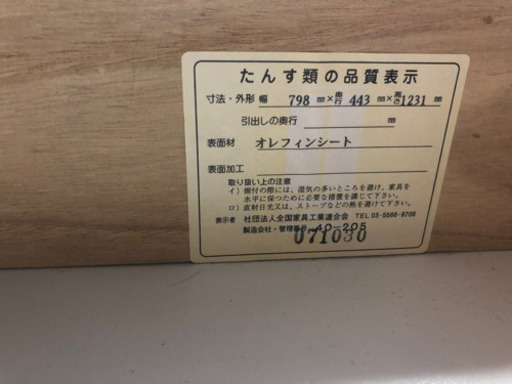 たんす類の品質表示
寸法・外形 幅 798 ㎜×奥行 443 ㎜×高さ 1231 ㎜
引出しの奥行 ㎜
表面材 オレフィンシート
表面加工
取り扱い上の注意
イ）据付の際には、湿気の多いところを避け、家具を
水平に保つために必要な措置を講じて下さい。
ロ）直射日光又は、ストーブなどの熱を避けて下さい。
表示者 社団法人全国家具工業連合会 TEL 03-5566-9706
製造会社・管理番号 40-205
071030